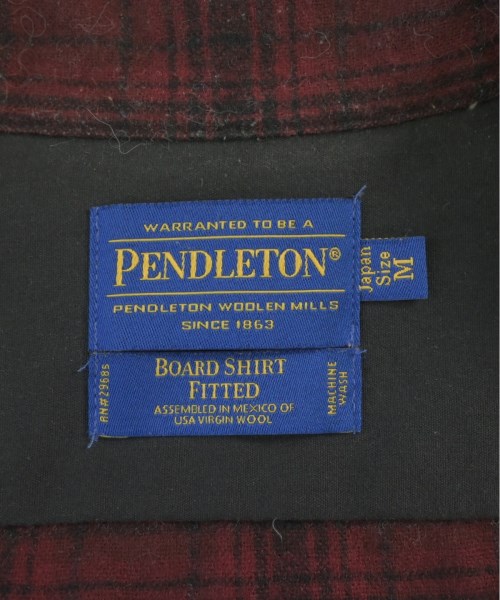 WARRANTED TO BE A
PENDLETON®
PENDLETON WOOLEN MILLS
SINCE 1863
Japan
Size
M
RN#29685
BOARD SHIRT
FITTED
ASSEMBLED IN MEXICO OF
USA VIRGIN WOOL
MACHINE
WASH